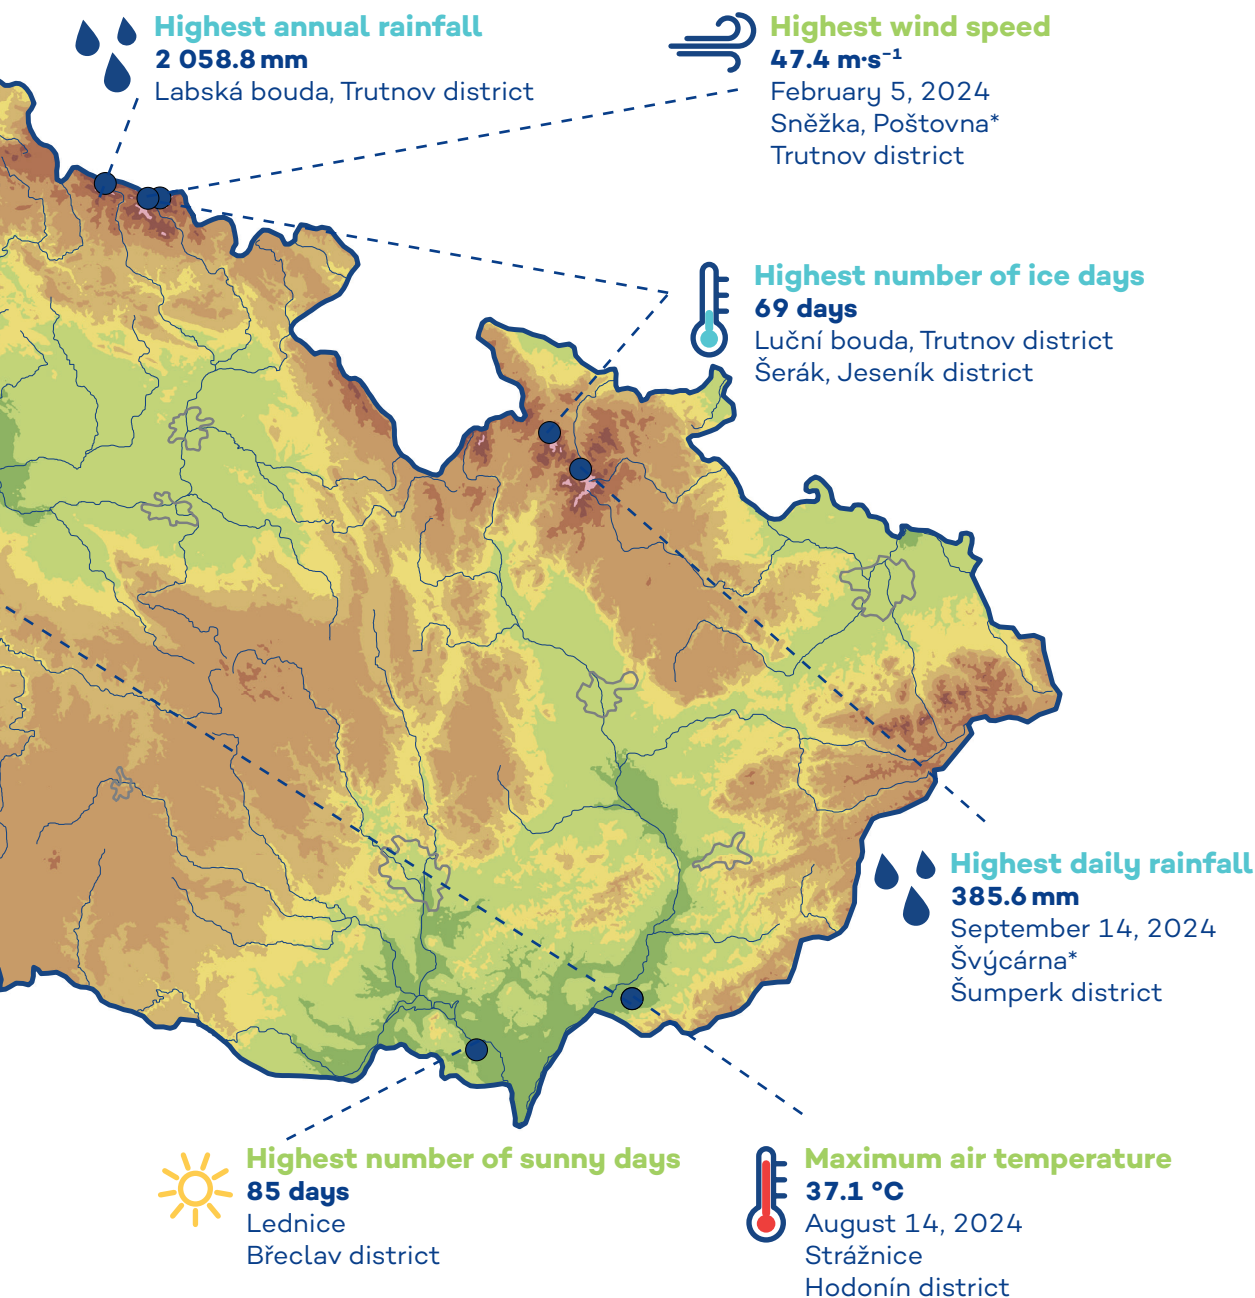 Highest annual rainfall
2 058.8 mm
Labská bouda, Trutnov district
Highest wind speed
47.4 m·s⁻¹
February 5, 2024
Sněžka, Poštovna*
Trutnov district
Highest number of ice days
69 days
Luční bouda, Trutnov district
Šerák, Jeseník district
Highest daily rainfall
385.6 mm
September 14, 2024
Švýcárna*
Šumperk district
Highest number of sunny days
85 days
Lednice
Břeclav district
Maximum air temperature
37.1 °C
August 14, 2024
Strážnice
Hodonín district